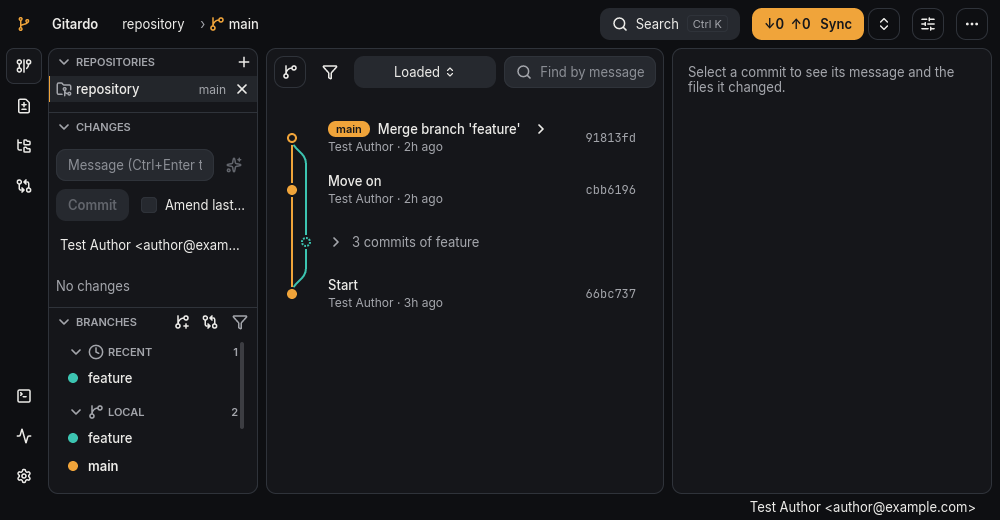 Gitardo
repository
main
Search
Ctrl K
↓0 ↑0 Sync
REPOSITORIES
repository
main
CHANGES
Message (Ctrl+Enter t
Commit
Amend last...
Test Author <author@exam...
No changes
BRANCHES
RECENT
1
feature
LOCAL
2
feature
main
Loaded
Find by message
main
Merge branch 'feature'
91813fd
Test Author · 2h ago
Move on
cbb6196
Test Author · 2h ago
3 commits of feature
Start
66bc737
Test Author · 3h ago
Select a commit to see its message and the
files it changed.
Test Author <author@example.com>